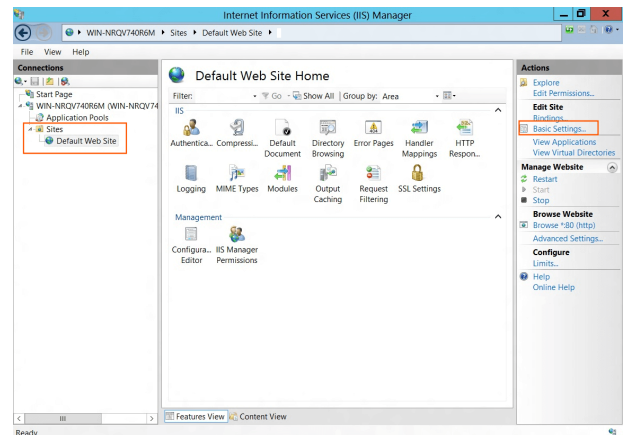 Internet Information Services (IIS) Manager
WIN-NRQV740R6M ▸ Sites ▸ Default Web Site ▸
File View Help
Connections
Start Page
WIN-NRQV740R6M (WIN-NRQV74
Application Pools
Sites
Default Web Site
Default Web Site Home
Filter: Go Show All Group by: Area
IIS
Authentica... Compressi... Default Document Directory Browsing Error Pages Handler Mappings HTTP Respon...
Logging MIME Types Modules Output Caching Request Filtering SSL Settings
Management
Configura... Editor IIS Manager Permissions
Features View Content View
Actions
Explore
Edit Permissions...
Edit Site
Bindings...
Basic Settings...
View Applications
View Virtual Directories
Manage Website
Restart
Start
Stop
Browse Website
Browse *:80 (http)
Advanced Settings...
Configure
Limits...
Help
Online Help
Ready